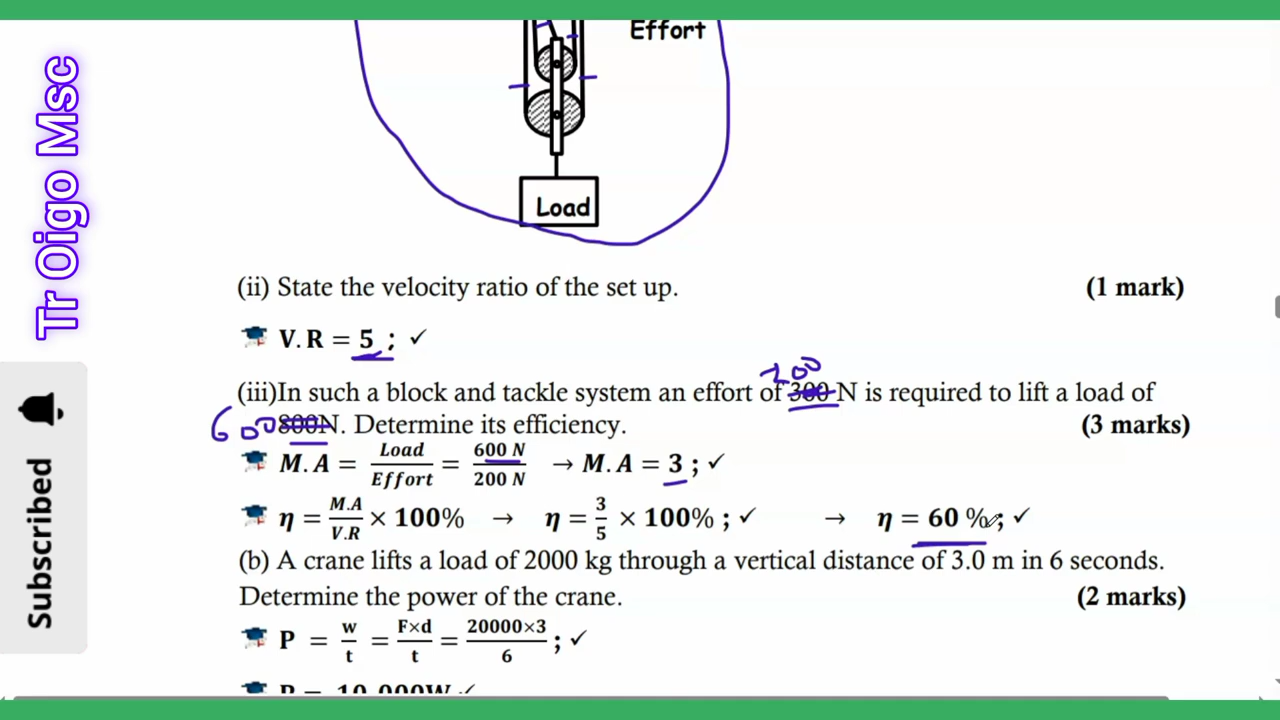 Effort
Tr Oigo Msc
Load
(ii) State the velocity ratio of the set up. (1 mark)
V.R = 5 ; ✓
200
(iii)In such a block and tackle system an effort of 300 N is required to lift a load of
600 800N. Determine its efficiency. (3 marks)
M.A = Load/Effort = 600 N/200 N → M.A = 3 ; ✓
η = M.A/V.R × 100% → η = 3/5 × 100% ; ✓ → η = 60 % ; ✓
(b) A crane lifts a load of 2000 kg through a vertical distance of 3.0 m in 6 seconds.
Determine the power of the crane. (2 marks)
P = w/t = F×d/t = 20000×3/6 ; ✓
P = 10 000W ✓
Subscribed